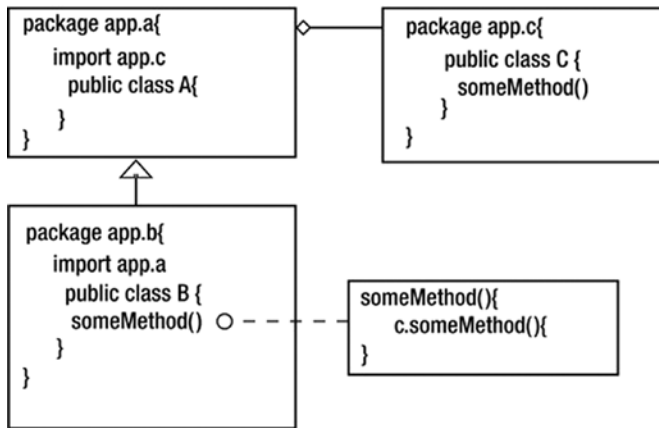 package app.a{
import app.c
public class A{
}
}
package app.c{
public class C {
someMethod()
}
}
package app.b{
import app.a
public class B {
someMethod()
}
}
someMethod(){
c.someMethod(){
}